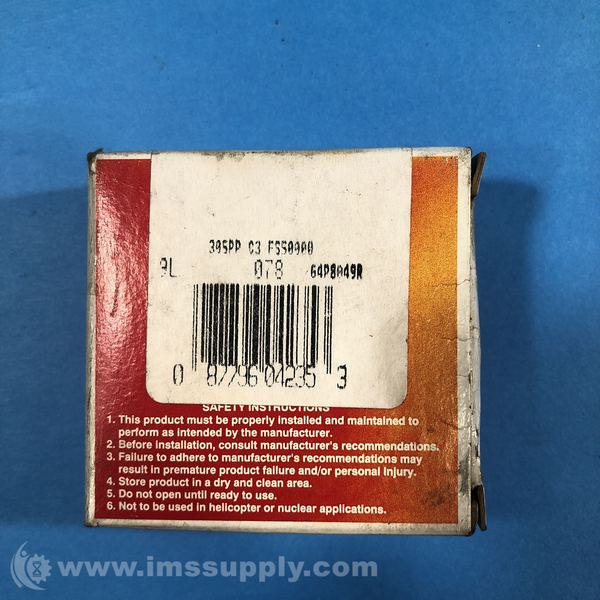 305PP C3 FS50000
9L 078 64P8049R
0 87796 04235 3
SAFETY INSTRUCTIONS
1. This product must be properly installed and maintained to
perform as intended by the manufacturer.
2. Before installation, consult manufacturer's recommendations.
3. Failure to adhere to manufacturer's recommendations may
result in premature product failure and/or personal injury.
4. Store product in a dry and clean area.
5. Do not open until ready to use.
6. Not to be used in helicopter or nuclear applications.
www.imssupply.com